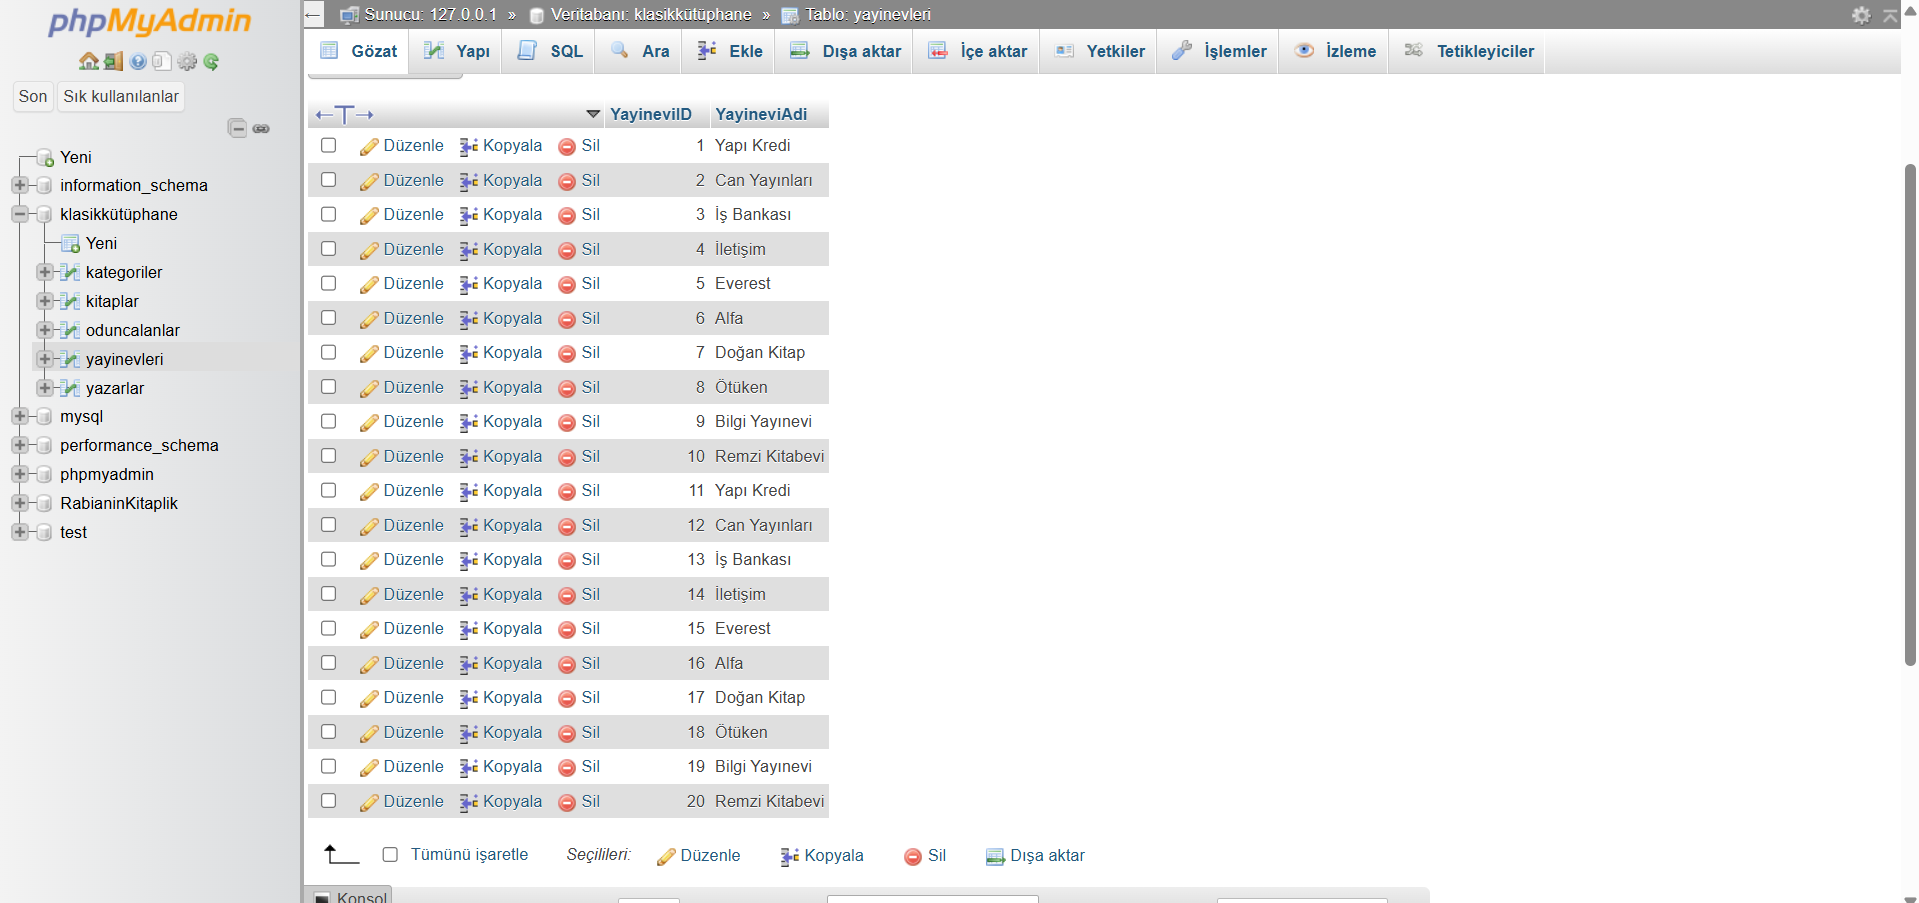 phpMyAdmin
Son Sık kullanılanlar
Yeni
information_schema
klasikkütüphane
Yeni
kategoriler
kitaplar
oduncalanlar
yayinevleri
yazarlar
mysql
performance_schema
phpmyadmin
RabianinKitaplik
test
Sunucu: 127.0.0.1 » Veritabanı: klasikkütüphane » Tablo: yayinevleri
Gözat Yapı SQL Ara Ekle Dışa aktar İçe aktar Yetkiler İşlemler İzleme Tetikleyiciler
YayineviID YayineviAdi
Düzenle Kopyala Sil 1 Yapı Kredi
Düzenle Kopyala Sil 2 Can Yayınları
Düzenle Kopyala Sil 3 İş Bankası
Düzenle Kopyala Sil 4 İletişim
Düzenle Kopyala Sil 5 Everest
Düzenle Kopyala Sil 6 Alfa
Düzenle Kopyala Sil 7 Doğan Kitap
Düzenle Kopyala Sil 8 Ötüken
Düzenle Kopyala Sil 9 Bilgi Yayınevi
Düzenle Kopyala Sil 10 Remzi Kitabevi
Düzenle Kopyala Sil 11 Yapı Kredi
Düzenle Kopyala Sil 12 Can Yayınları
Düzenle Kopyala Sil 13 İş Bankası
Düzenle Kopyala Sil 14 İletişim
Düzenle Kopyala Sil 15 Everest
Düzenle Kopyala Sil 16 Alfa
Düzenle Kopyala Sil 17 Doğan Kitap
Düzenle Kopyala Sil 18 Ötüken
Düzenle Kopyala Sil 19 Bilgi Yayınevi
Düzenle Kopyala Sil 20 Remzi Kitabevi
Tümünü işaretle Seçilileri: Düzenle Kopyala Sil Dışa aktar
Konsol